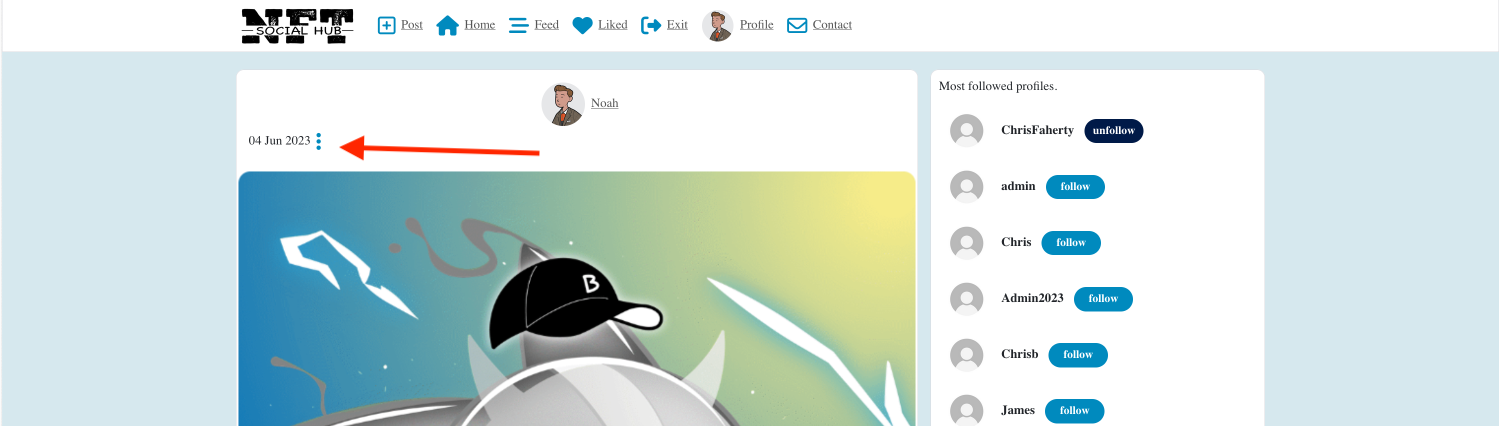 NFT
SOCIAL HUB
Post Home Feed Liked Exit Profile Contact
Noah
04 Jun 2023
B
Most followed profiles.
ChrisFaherty unfollow
admin follow
Chris follow
Admin2023 follow
Chrisb follow
James follow